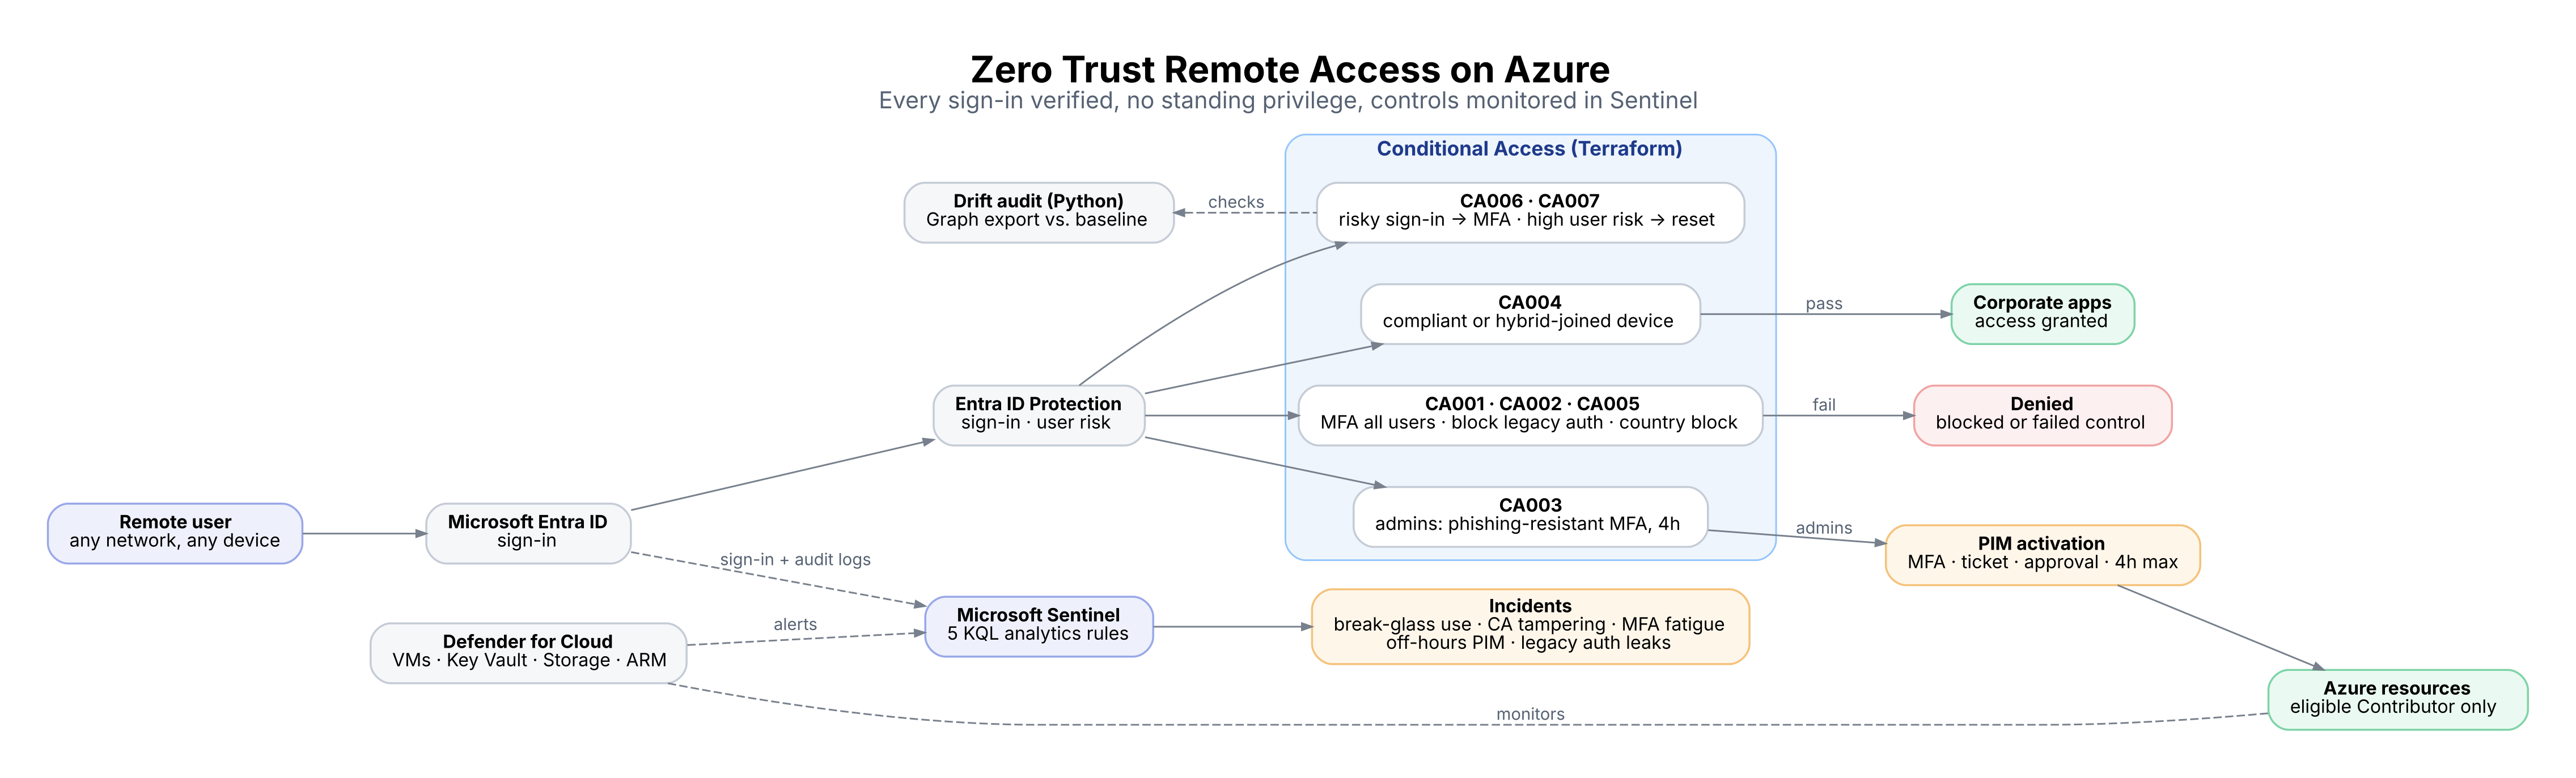 Zero Trust Remote Access on Azure
Every sign-in verified, no standing privilege, controls monitored in Sentinel
Conditional Access (Terraform)
Drift audit (Python)
Graph export vs. baseline
checks
CA006 · CA007
risky sign-in → MFA · high user risk → reset
CA004
compliant or hybrid-joined device
pass
Corporate apps
access granted
Entra ID Protection
sign-in · user risk
CA001 · CA002 · CA005
MFA all users · block legacy auth · country block
fail
Denied
blocked or failed control
Remote user
any network, any device
Microsoft Entra ID
sign-in
CA003
admins: phishing-resistant MFA, 4h
admins
PIM activation
MFA · ticket · approval · 4h max
sign-in + audit logs
Defender for Cloud
VMs · Key Vault · Storage · ARM
alerts
Microsoft Sentinel
5 KQL analytics rules
Incidents
break-glass use · CA tampering · MFA fatigue
off-hours PIM · legacy auth leaks
monitors
Azure resources
eligible Contributor only